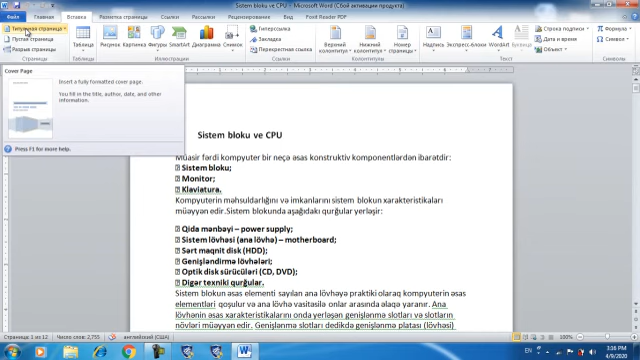 Sistem bloku ve CPU - Microsoft Word (Сбой активации продукта)
Файл Главная Вставка Разметка страницы Ссылки Рассылки Рецензирование Вид Foxit Reader PDF
Титульная страница
Пустая страница
Разрыв страницы
Страницы
Таблица
Таблицы
Рисунок Картинка Фигуры SmartArt
Иллюстрации
Гиперссылка
Закладка
Перекрестная ссылка
Ссылки
Верхний колонтитул Нижний колонтитул Номер страницы
Колонтитулы
Надпись Экспресс-блоки WordArt Буквица
Строка подписи
Дата и время
Объект
Текст
Формула
Символ
Символы
Cover Page
Insert a fully formatted cover page.
You fill in the title, author, date, and other
information.
Press F1 for more help.
Sistem bloku ve CPU
Müasir fərdi kompyuter bir neçə əsas konstruktiv komponentlərdən ibarətdir:
Sistem bloku;
Monitor;
Klaviatura.
Kompyuterin məhsuldarlığını və imkanlarını sistem blokun xarakteristikaları
müəyyən edir.Sistem blokunda aşağıdakı qurğular yerləşir:
Qida mənbəyi – power supply;
Sistem lövhəsi (ana lövhə) – motherboard;
Sərt maqnit disk (HDD);
Genişləndirmə lövhələri;
Optik disk sürücüləri (CD, DVD);
Digər texniki qurğular.
Sistem blokun əsas elementi sayılan ana lövhəyə praktiki olaraq kompyuterin əsas
elementləri qoşulur və ana lövhə vasitəsilə onlar arasında əlaqə yaranır. Ana
lövhənin əsas xarakteristikalarını onda yerləşən genişlənmə slotları və slotların
növləri müəyyən edir. Genişlənmə slotları dedikdə genişlənmə platası (lövhəsi)
Страница: 1 из 12 Число слов: 2,755 английский (США) 100%
EN
3:16 PM
4/9/2020